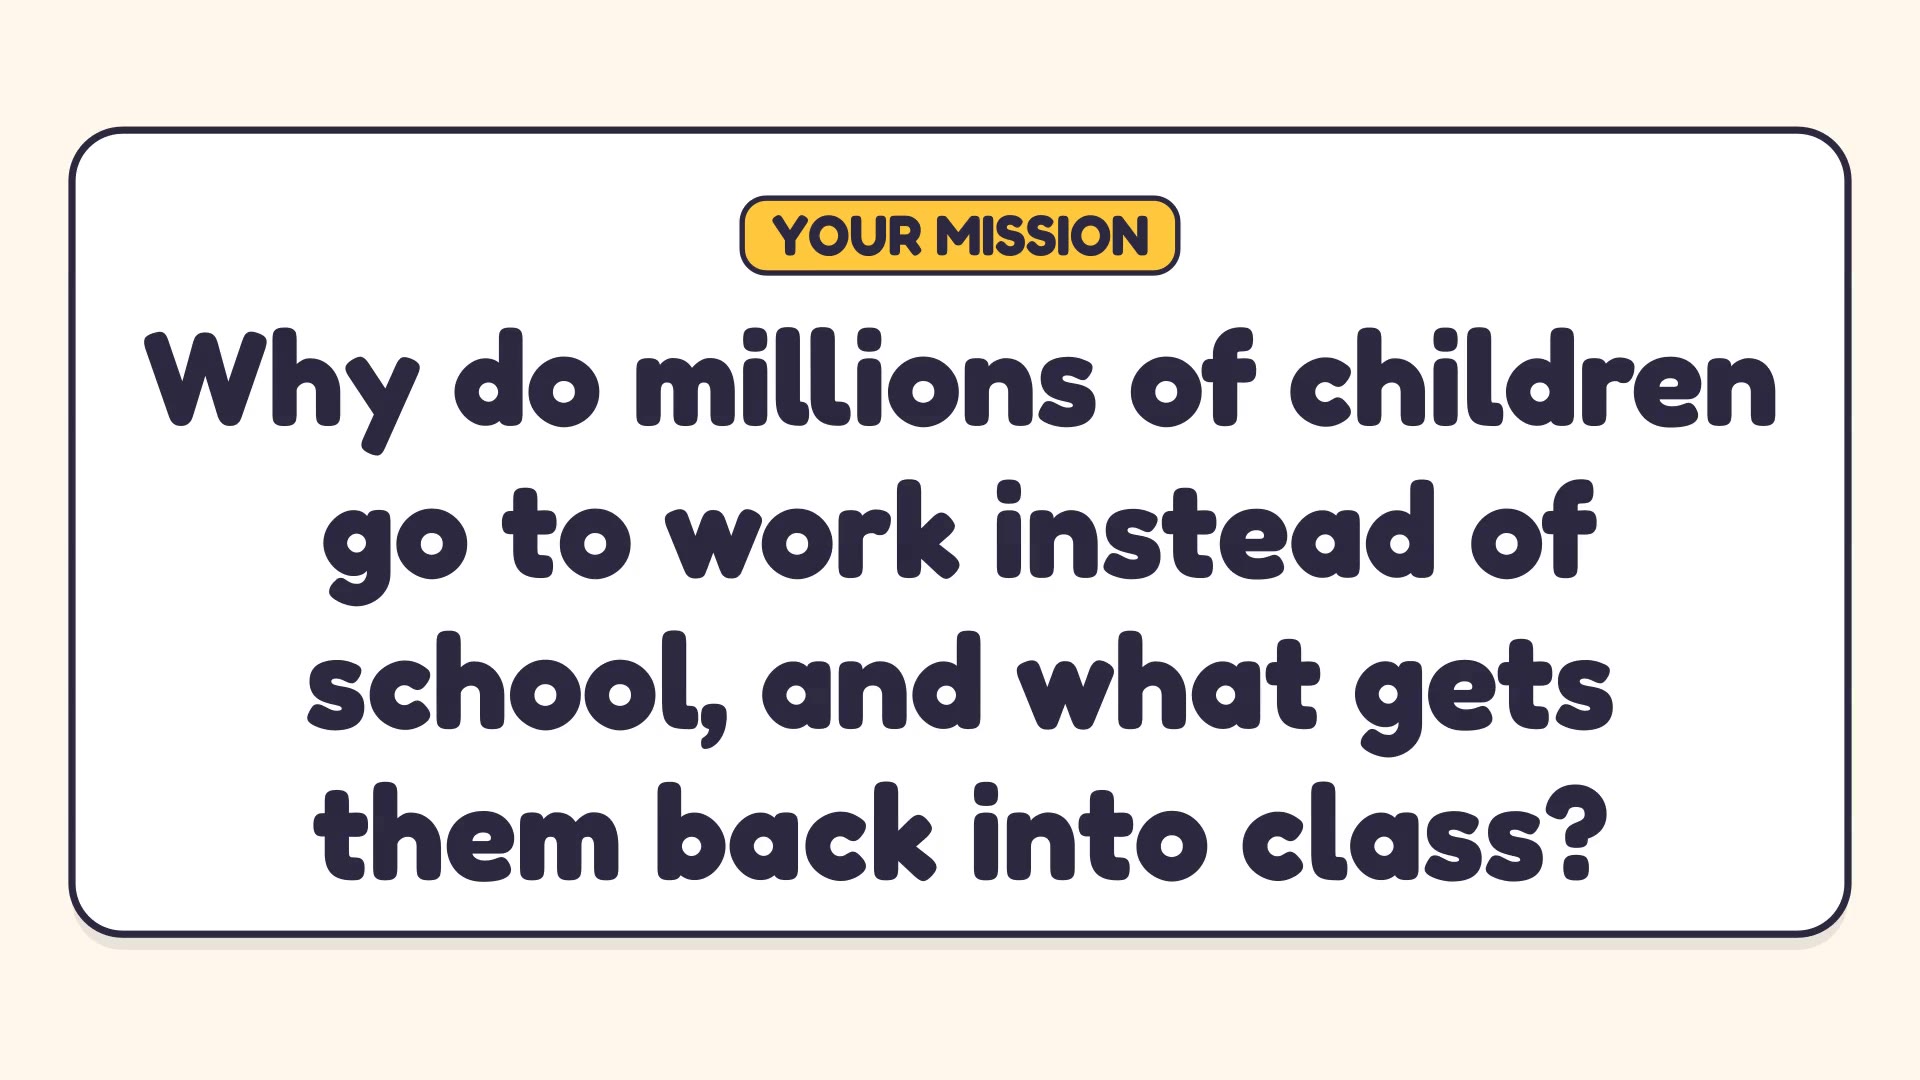 YOUR MISSION
Why do millions of children
go to work instead of
school, and what gets
them back into class?